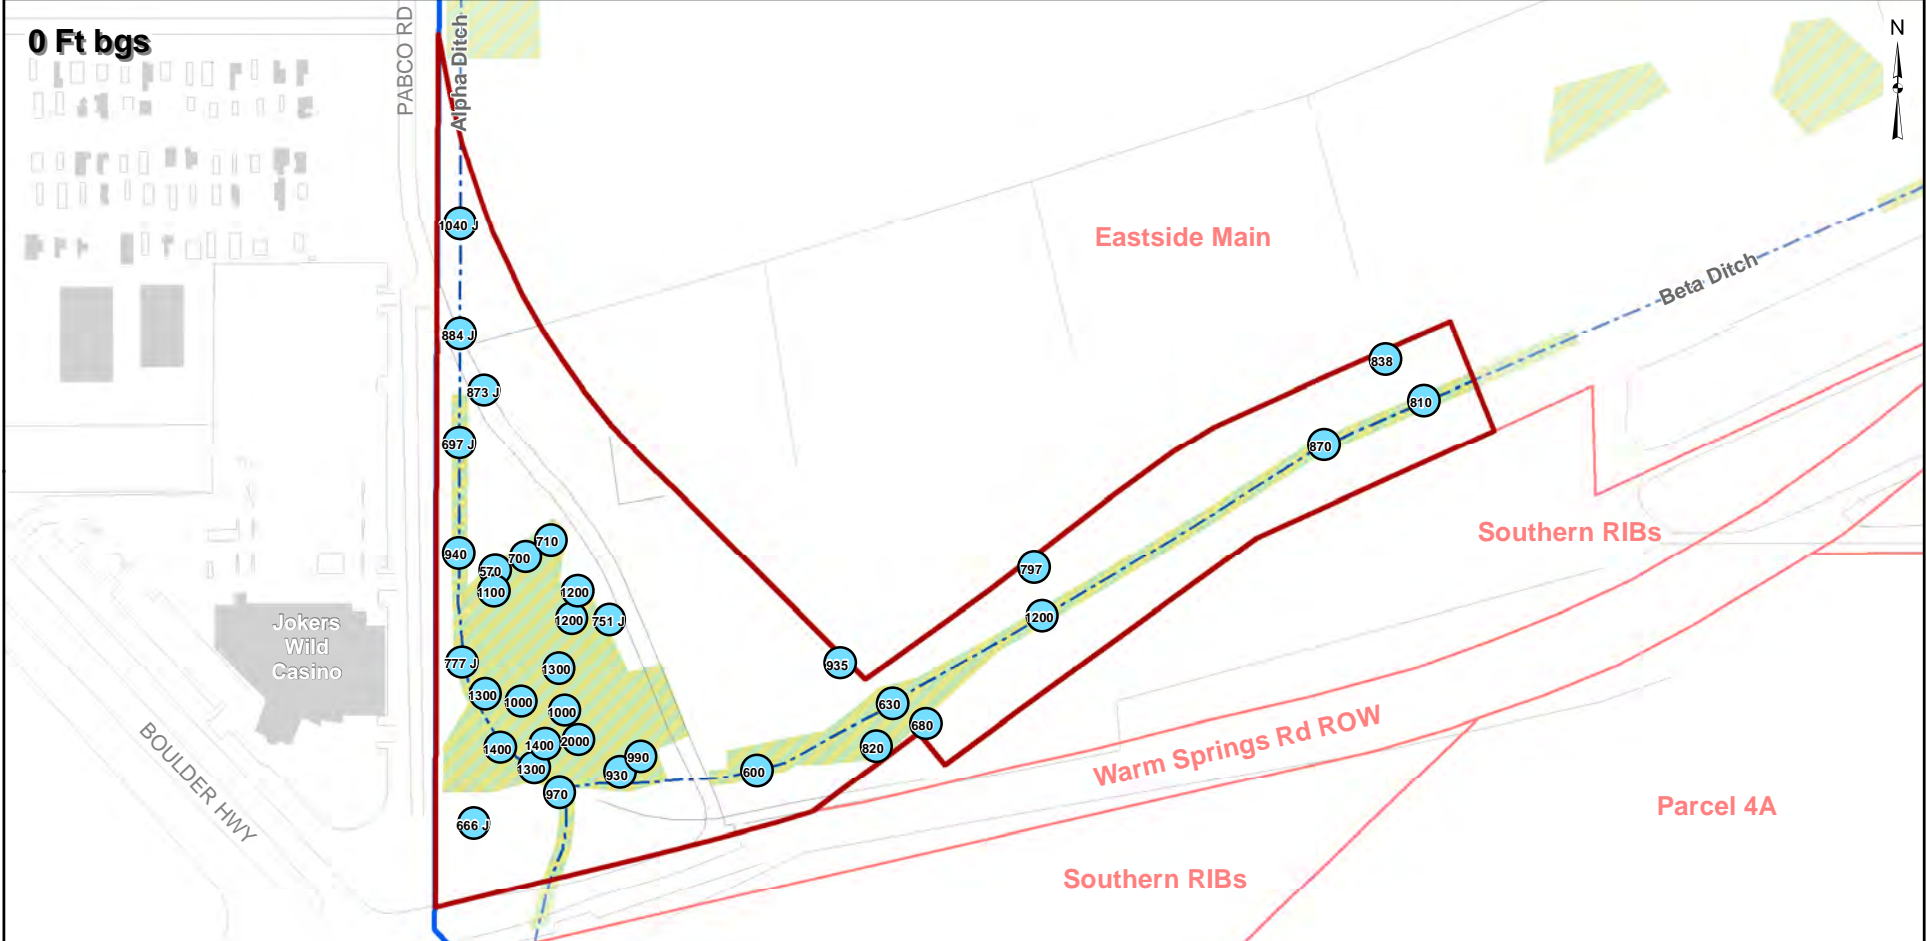 0 Ft bgs
PABCO RD
Alpha Ditch
N
1040 J
Eastside Main
Beta Ditch
884 J
838
873 J
810
697 J
870
Southern RIBs
710
940
700
570
797
1100
1200
1200
751 J
1200
Jokers
Wild
Casino
777 J
1300
935
1300
1000
630
1000
680
Warm Springs Rd ROW
1400
1400
2000
820
990
1300
930
600
970
BOULDER HWY
666 J
Parcel 4A
Southern RIBs